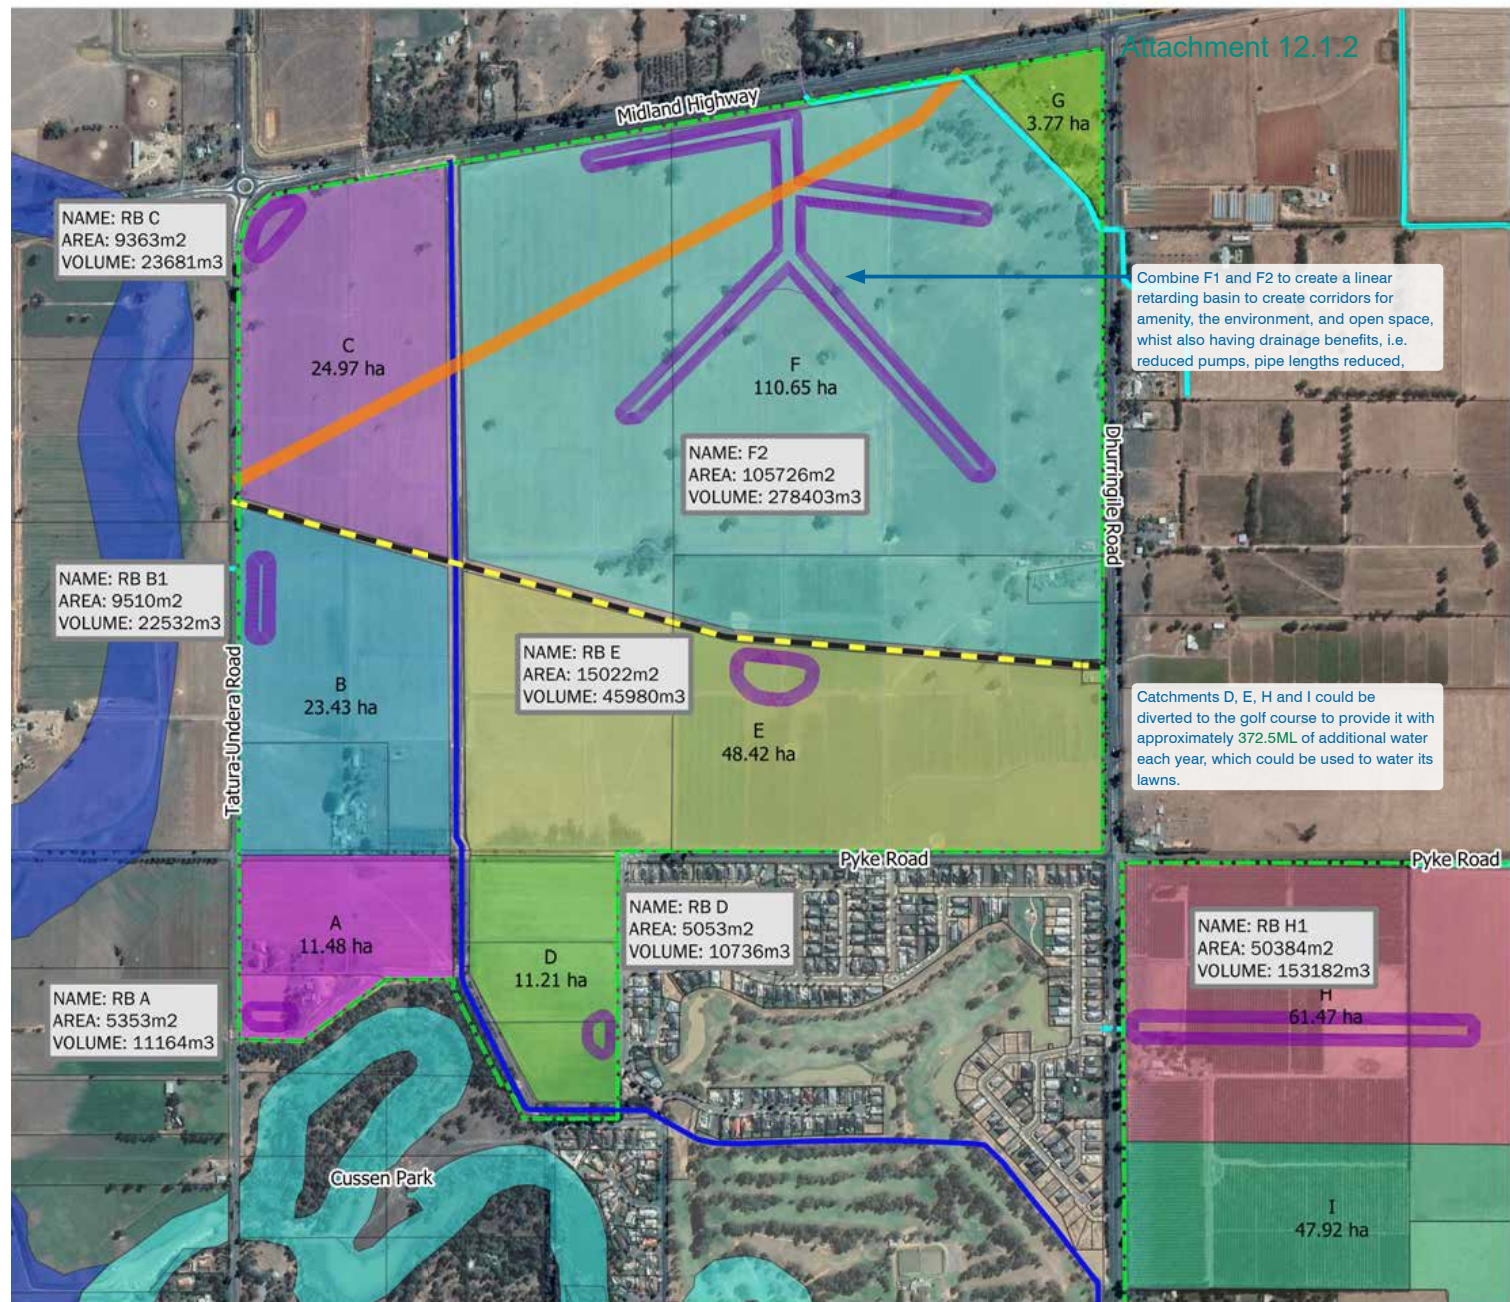 Attachment 12.1.2
Midland Highway
G
3.77 ha
NAME: RB C
AREA: 9363m2
VOLUME: 23681m3
C
24.97 ha
Combine F1 and F2 to create a linear
retarding basin to create corridors for
amenity, the environment, and open space,
whist also having drainage benefits, i.e.
reduced pumps, pipe lengths reduced,
F
110.65 ha
NAME: F2
AREA: 105726m2
VOLUME: 278403m3
Dhurringile Road
NAME: RB B1
AREA: 9510m2
VOLUME: 22532m3
Tatura-Undera Road
B
23.43 ha
NAME: RB E
AREA: 15022m2
VOLUME: 45980m3
E
48.42 ha
Catchments D, E, H and I could be
diverted to the golf course to provide it with
approximately 372.5ML of additional water
each year, which could be used to water its
lawns.
Pyke Road
Pyke Road
A
11.48 ha
D
11.21 ha
NAME: RB D
AREA: 5053m2
VOLUME: 10736m3
NAME: RB H1
AREA: 50384m2
VOLUME: 153182m3
H
61.47 ha
NAME: RB A
AREA: 5353m2
VOLUME: 11164m3
Cussen Park
I
47.92 ha